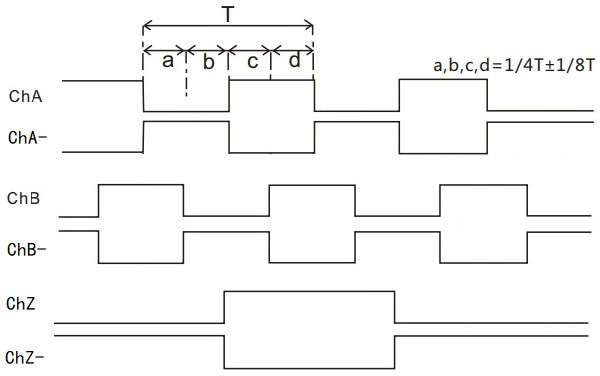 T
a b c d
a,b,c,d=1/4T±1/8T
ChA
ChA-
ChB
ChB-
ChZ
ChZ-